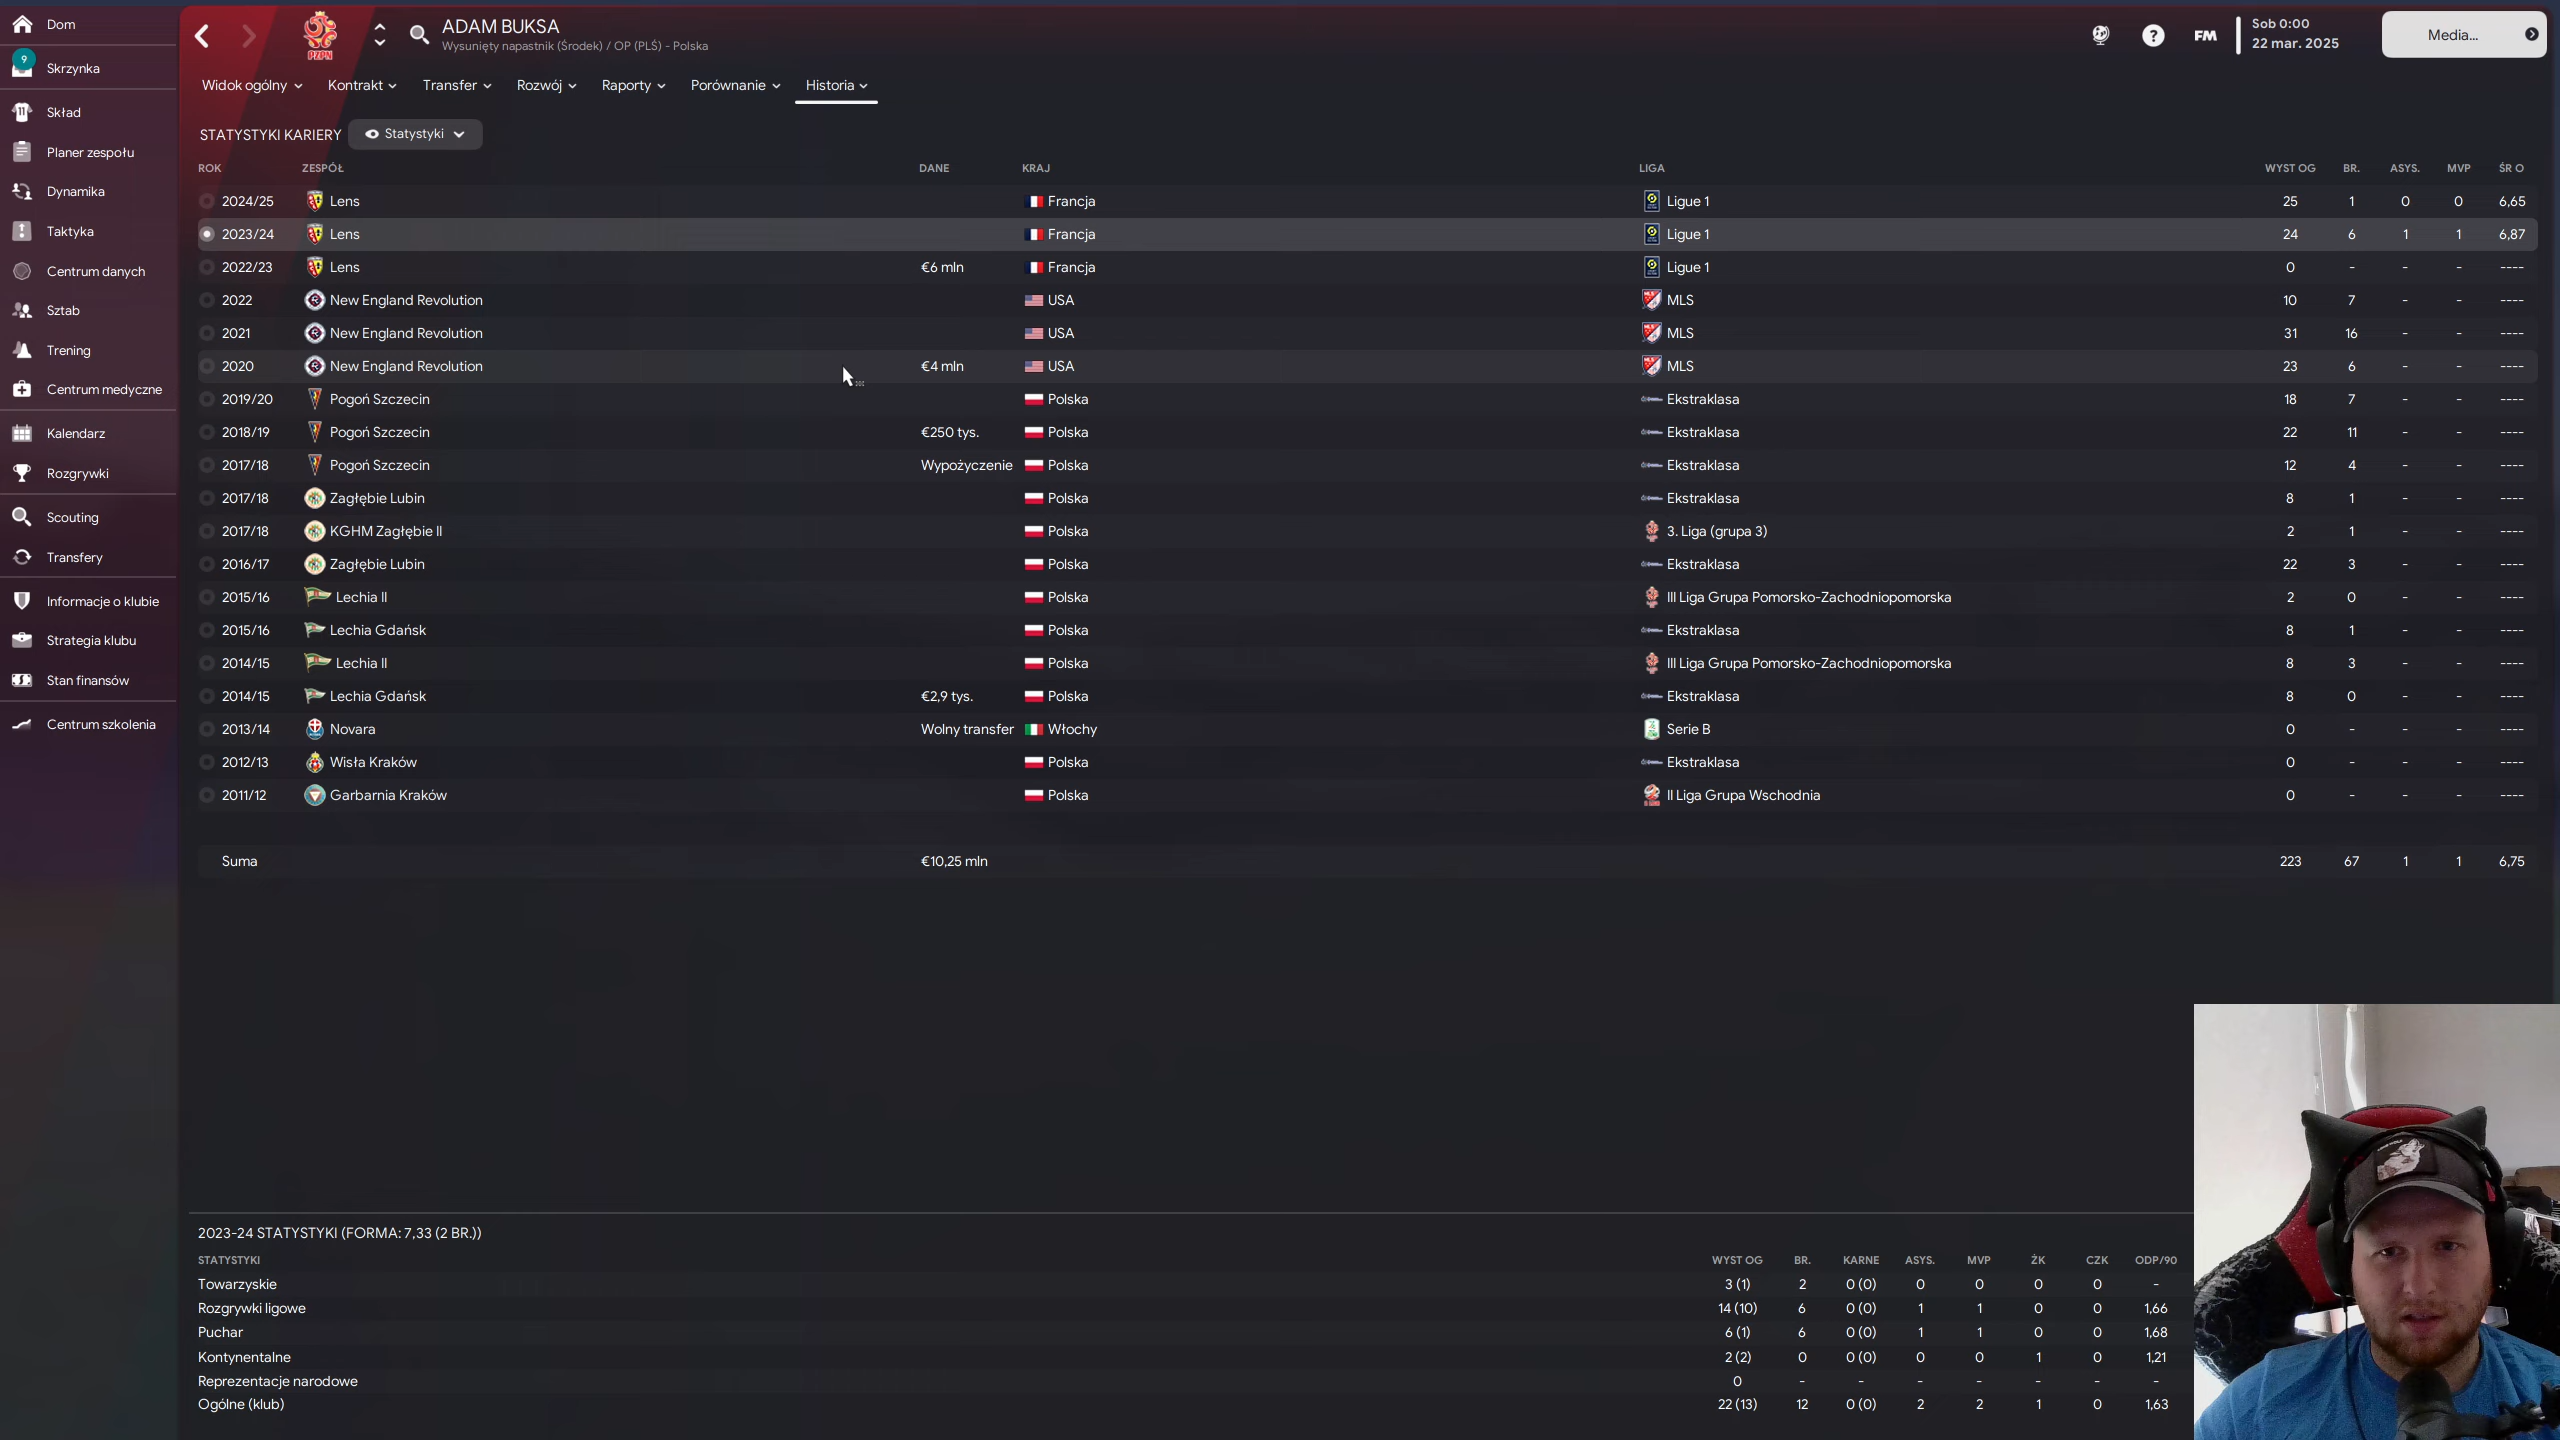 Dom
9
Skrzynka
Skład
Planer zespołu
Dynamika
Taktyka
Centrum danych
Sztab
Trening
Centrum medyczne
Kalendarz
Rozgrywki
Scouting
Transfery
Informacje o klubie
Strategia klubu
Stan finansów
Centrum szkolenia
PZPN
ADAM BUKSA
Wysunięty napastnik (Środek) / OP (PLŚ) - Polska
? FM Sob 0:00
22 mar. 2025
Media...
Widok ogólny Kontrakt Transfer Rozwój Raporty Porównanie Historia
STATYSTYKI KARIERY Statystyki
ROK ZESPÓŁ DANE KRAJ LIGA WYST OG BR. ASYS. MVP ŚR O
2024/25 Lens Francja Ligue 1 25 1 0 0 6,65
2023/24 Lens Francja Ligue 1 24 6 1 1 6,87
2022/23 Lens €6 mln Francja Ligue 1 0 - - - ----
2022 New England Revolution USA MLS 10 7 - - ----
2021 New England Revolution USA MLS 31 16 - - ----
2020 New England Revolution €4 mln USA MLS 23 6 - - ----
2019/20 Pogoń Szczecin Polska Ekstraklasa 18 7 - - ----
2018/19 Pogoń Szczecin €250 tys. Polska Ekstraklasa 22 11 - - ----
2017/18 Pogoń Szczecin Wypożyczenie Polska Ekstraklasa 12 4 - - ----
2017/18 Zagłębie Lubin Polska Ekstraklasa 8 1 - - ----
2017/18 KGHM Zagłębie II Polska 3. Liga (grupa 3) 2 1 - - ----
2016/17 Zagłębie Lubin Polska Ekstraklasa 22 3 - - ----
2015/16 Lechia II Polska III Liga Grupa Pomorsko-Zachodniopomorska 2 0 - - ----
2015/16 Lechia Gdańsk Polska Ekstraklasa 8 1 - - ----
2014/15 Lechia II Polska III Liga Grupa Pomorsko-Zachodniopomorska 8 3 - - ----
2014/15 Lechia Gdańsk €2,9 tys. Polska Ekstraklasa 8 0 - - ----
2013/14 Novara Wolny transfer Włochy Serie B 0 - - - ----
2012/13 Wisła Kraków Polska Ekstraklasa 0 - - - ----
2011/12 Garbarnia Kraków Polska II Liga Grupa Wschodnia 0 - - - ----
Suma €10,25 mln 223 67 1 1 6,75
2023-24 STATYSTYKI (FORMA: 7,33 (2 BR.))
STATYSTYKI WYST OG BR. KARNE ASYS. MVP ŻK CZK ODP/90
Towarzyskie 3 (1) 2 0 (0) 0 0 0 0 -
Rozgrywki ligowe 14 (10) 6 0 (0) 1 1 0 0 1,66
Puchar 6 (1) 6 0 (0) 1 1 0 0 1,68
Kontynentalne 2 (2) 0 0 (0) 0 0 1 0 1,21
Reprezentacje narodowe 0 - - - - - - -
Ogólne (klub) 22 (13) 12 0 (0) 2 2 1 0 1,63